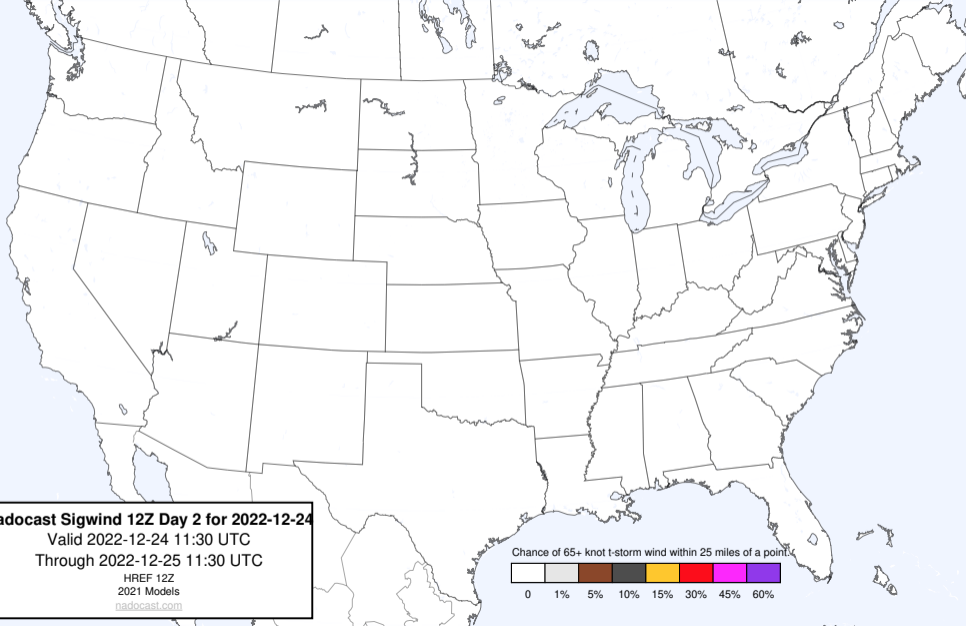 adocast Sigwind 12Z Day 2 for 2022-12-24
Valid 2022-12-24 11:30 UTC
Through 2022-12-25 11:30 UTC
HREF 12Z
2021 Models
nadocast.com
Chance of 65+ knot t-storm wind within 25 miles of a point.
0 1% 5% 10% 15% 30% 45% 60%